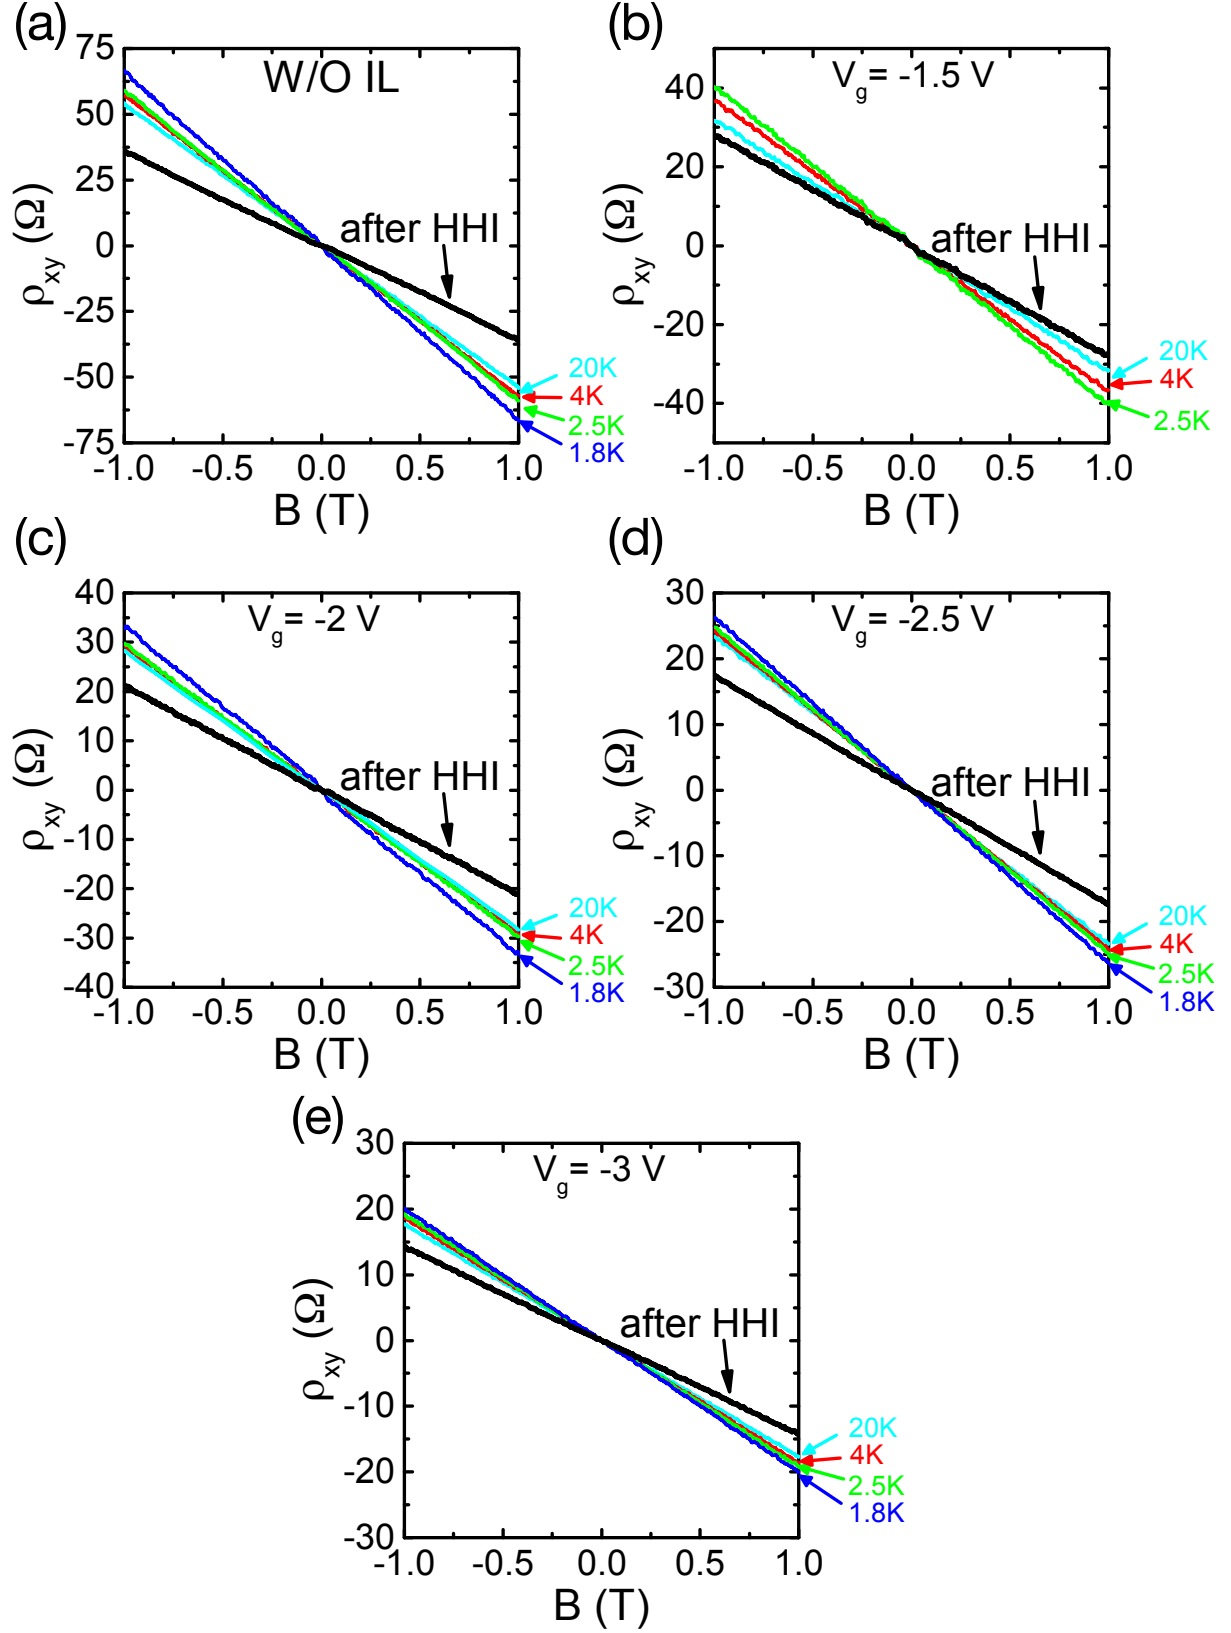 (a)
W/O IL
75
50
25
0
-25
-50
-75
ρxy (Ω)
after HHI
20K
4K
2.5K
1.8K
-1.0 -0.5 0.0 0.5 1.0
B (T)
(b)
Vg= -1.5 V
40
20
0
-20
-40
ρxy (Ω)
after HHI
20K
4K
2.5K
-1.0 -0.5 0.0 0.5 1.0
B (T)
(c)
Vg= -2 V
40
30
20
10
0
-10
-20
-30
-40
ρxy (Ω)
after HHI
20K
4K
2.5K
1.8K
-1.0 -0.5 0.0 0.5 1.0
B (T)
(d)
Vg= -2.5 V
30
20
10
0
-10
-20
-30
ρxy (Ω)
after HHI
20K
4K
2.5K
1.8K
-1.0 -0.5 0.0 0.5 1.0
B (T)
(e)
Vg= -3 V
30
20
10
0
-10
-20
-30
ρxy (Ω)
after HHI
20K
4K
2.5K
1.8K
-1.0 -0.5 0.0 0.5 1.0
B (T)